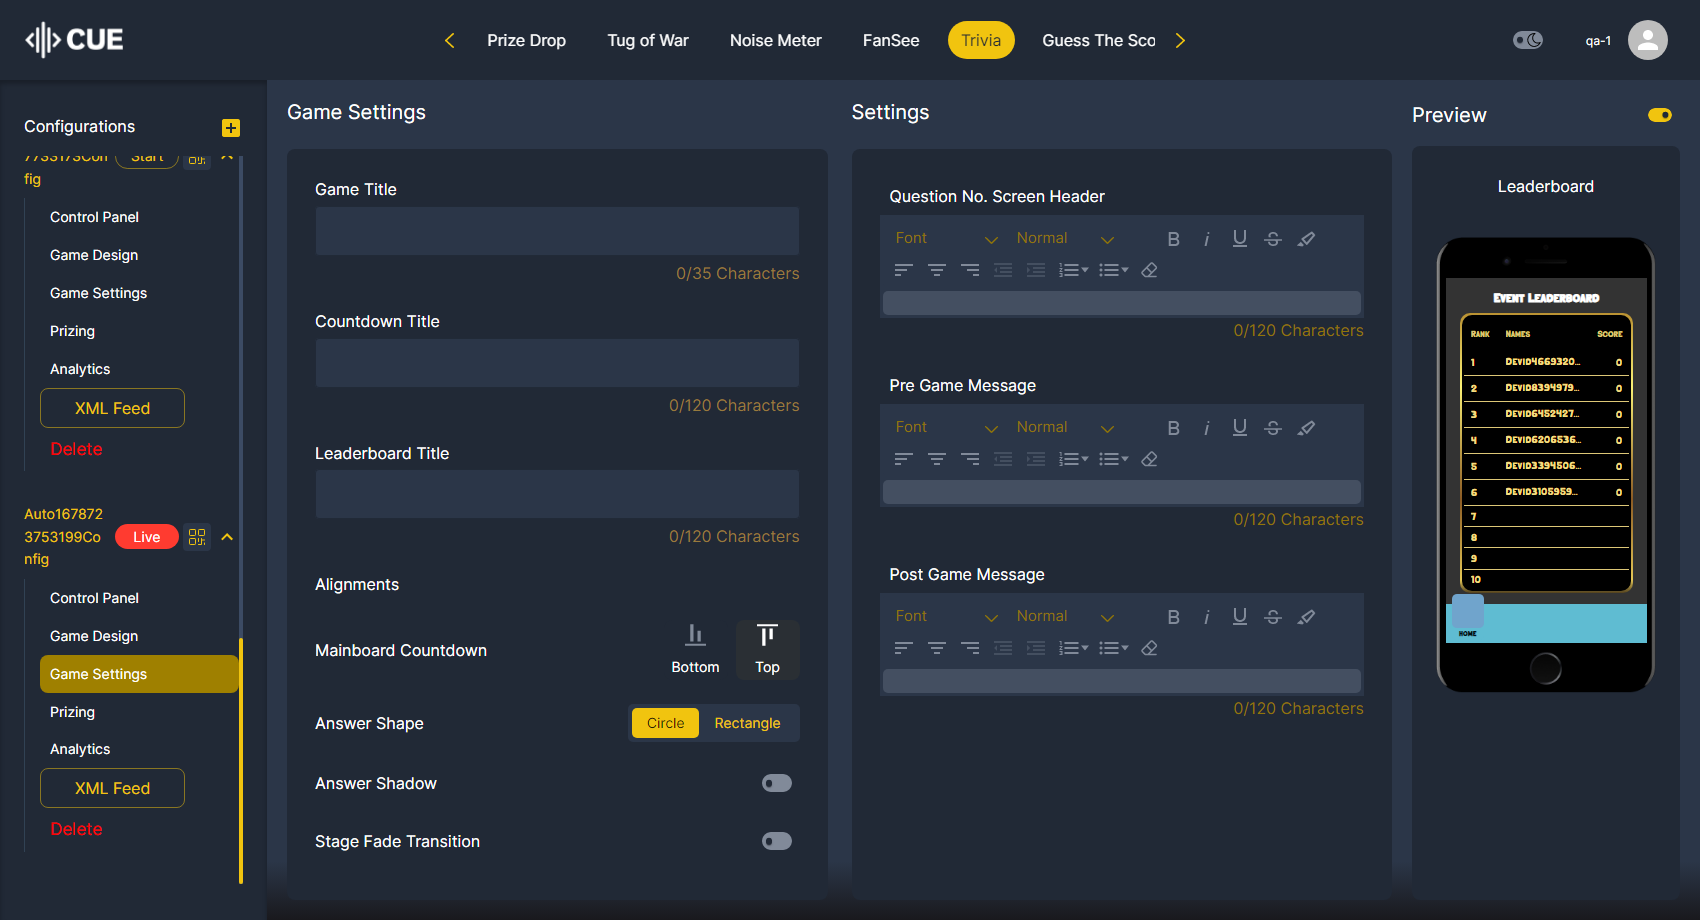 CUE
Prize Drop
Tug of War
Noise Meter
FanSee
Trivia
Guess The Sco
qa-1
Configurations
7733173Con
fig
Start
Control Panel
Game Design
Game Settings
Prizing
Analytics
XML Feed
Delete
Auto167872
3753199Co
nfig
Live
Control Panel
Game Design
Game Settings
Prizing
Analytics
XML Feed
Delete
Game Settings
Game Title
0/35 Characters
Countdown Title
0/120 Characters
Leaderboard Title
0/120 Characters
Alignments
Mainboard Countdown
Bottom
Top
Answer Shape
Circle
Rectangle
Answer Shadow
Stage Fade Transition
Settings
Question No. Screen Header
Font
Normal
0/120 Characters
Pre Game Message
Font
Normal
0/120 Characters
Post Game Message
Font
Normal
0/120 Characters
Preview
Leaderboard
Event Leaderboard
Rank Names Score
1 Devid4669320... 0
2 Devid8394979... 0
3 Devid6452427... 0
4 Devid6206536... 0
5 Devid3394506... 0
6 Devid3105959... 0
7
8
9
10
HOME